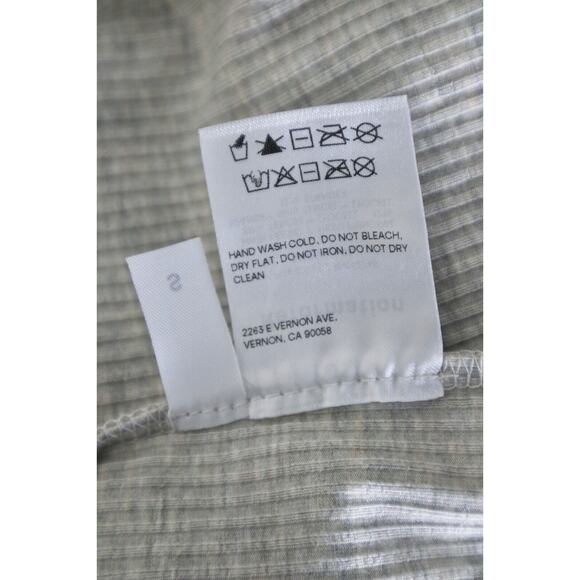 HAND WASH COLD, DO NOT BLEACH,
DRY FLAT, DO NOT IRON, DO NOT DRY
CLEAN
2263 E VERNON AVE.
VERNON, CA 90058
S
Reformation